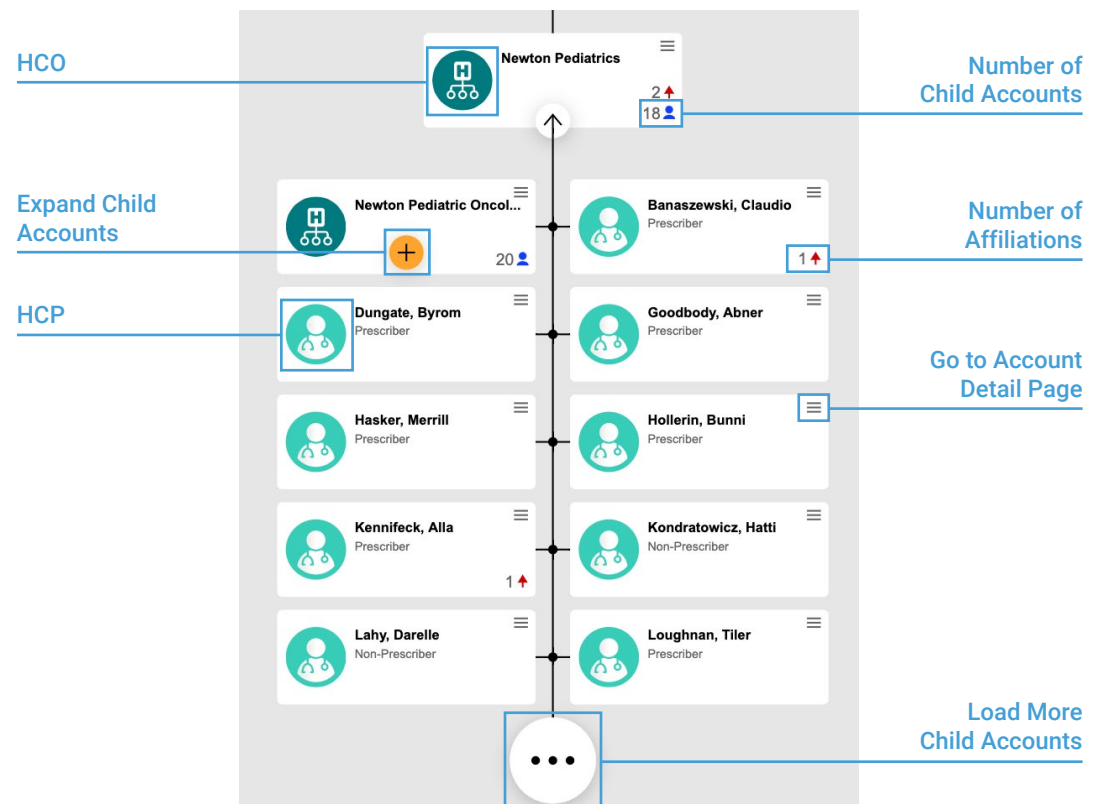 HCO
Newton Pediatrics
2
18
Number of
Child Accounts
Expand Child
Accounts
Newton Pediatric Oncol...
20
Banaszewski, Claudio
Prescriber
1
Number of
Affiliations
HCP
Dungate, Byrom
Prescriber
Goodbody, Abner
Prescriber
Go to Account
Detail Page
Hasker, Merrill
Prescriber
Hollerin, Bunni
Prescriber
Kennifeck, Alla
Prescriber
1
Kondratowicz, Hatti
Non-Prescriber
Lahy, Darelle
Non-Prescriber
Loughnan, Tiler
Prescriber
Load More
Child Accounts